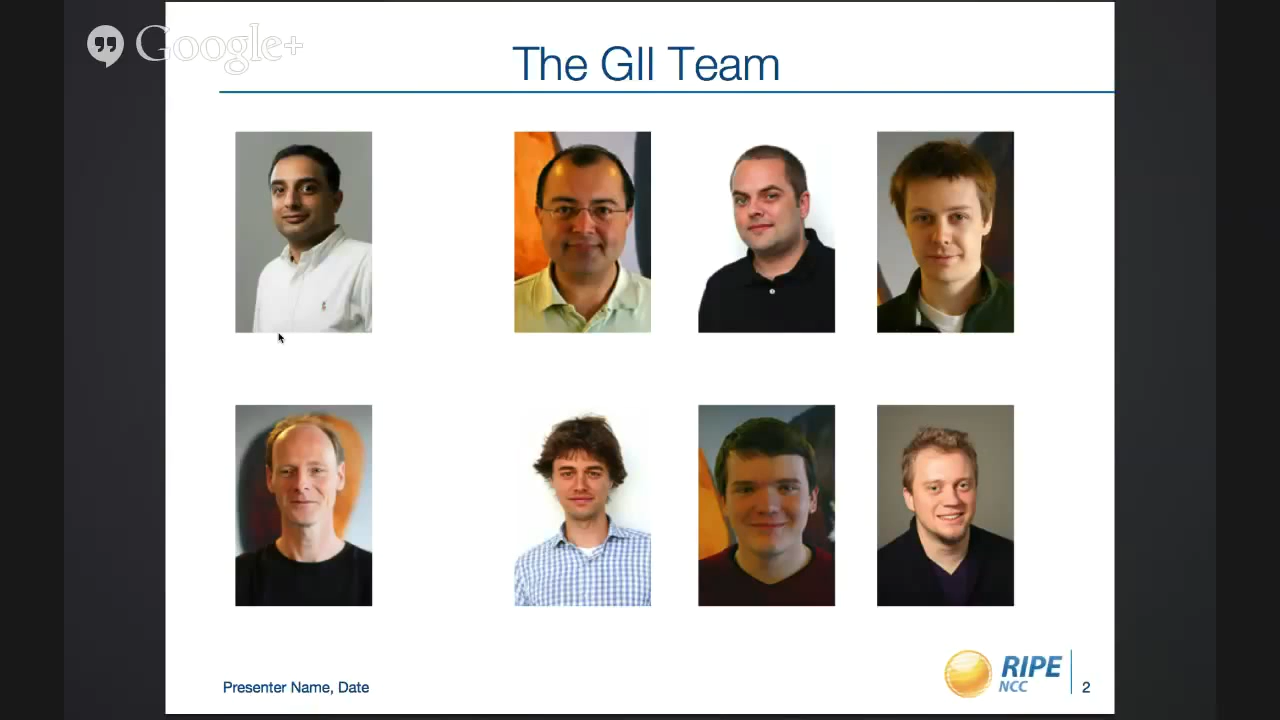 Google+
The GII Team
Presenter Name, Date
RIPE
NCC
2